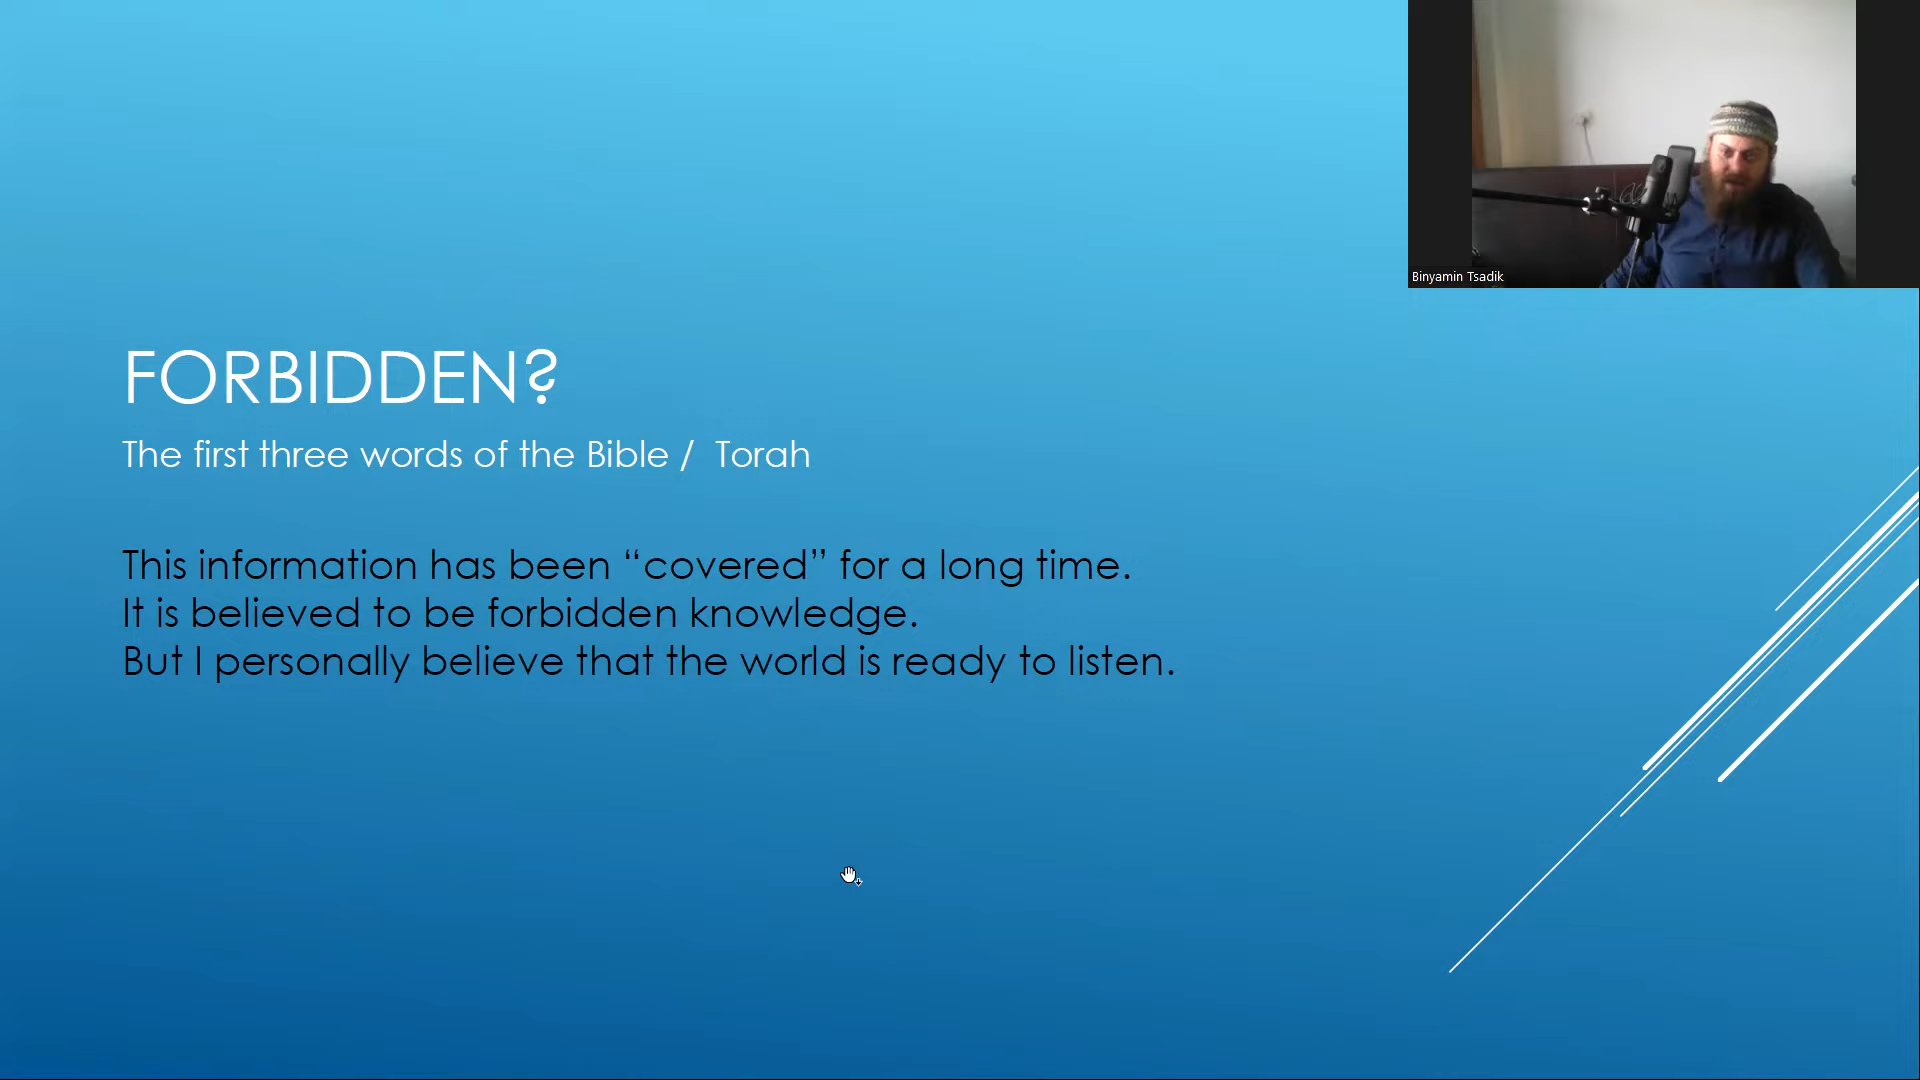 FORBIDDEN?
The first three words of the Bible / Torah
This information has been “covered” for a long time.
It is believed to be forbidden knowledge.
But I personally believe that the world is ready to listen.
Binyamin Tsadik